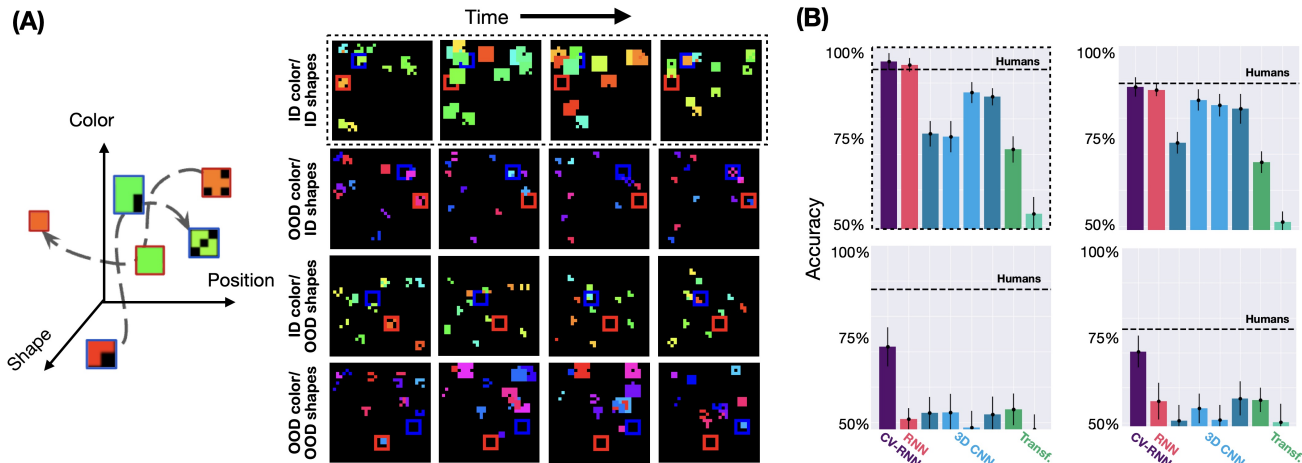 (A)
Time
(B)
Color
Position
Shape
ID color/
ID shapes
OOD color/
ID shapes
ID color/
OOD shapes
OOD color/
OOD shapes
Accuracy
100%
75%
50%
Humans
100%
75%
50%
Humans
100%
75%
50%
Humans
CV-RNN
RNN
3D CNN
Transf.
100%
75%
50%
Humans
CV-RNN
RNN
3D CNN
Transf.